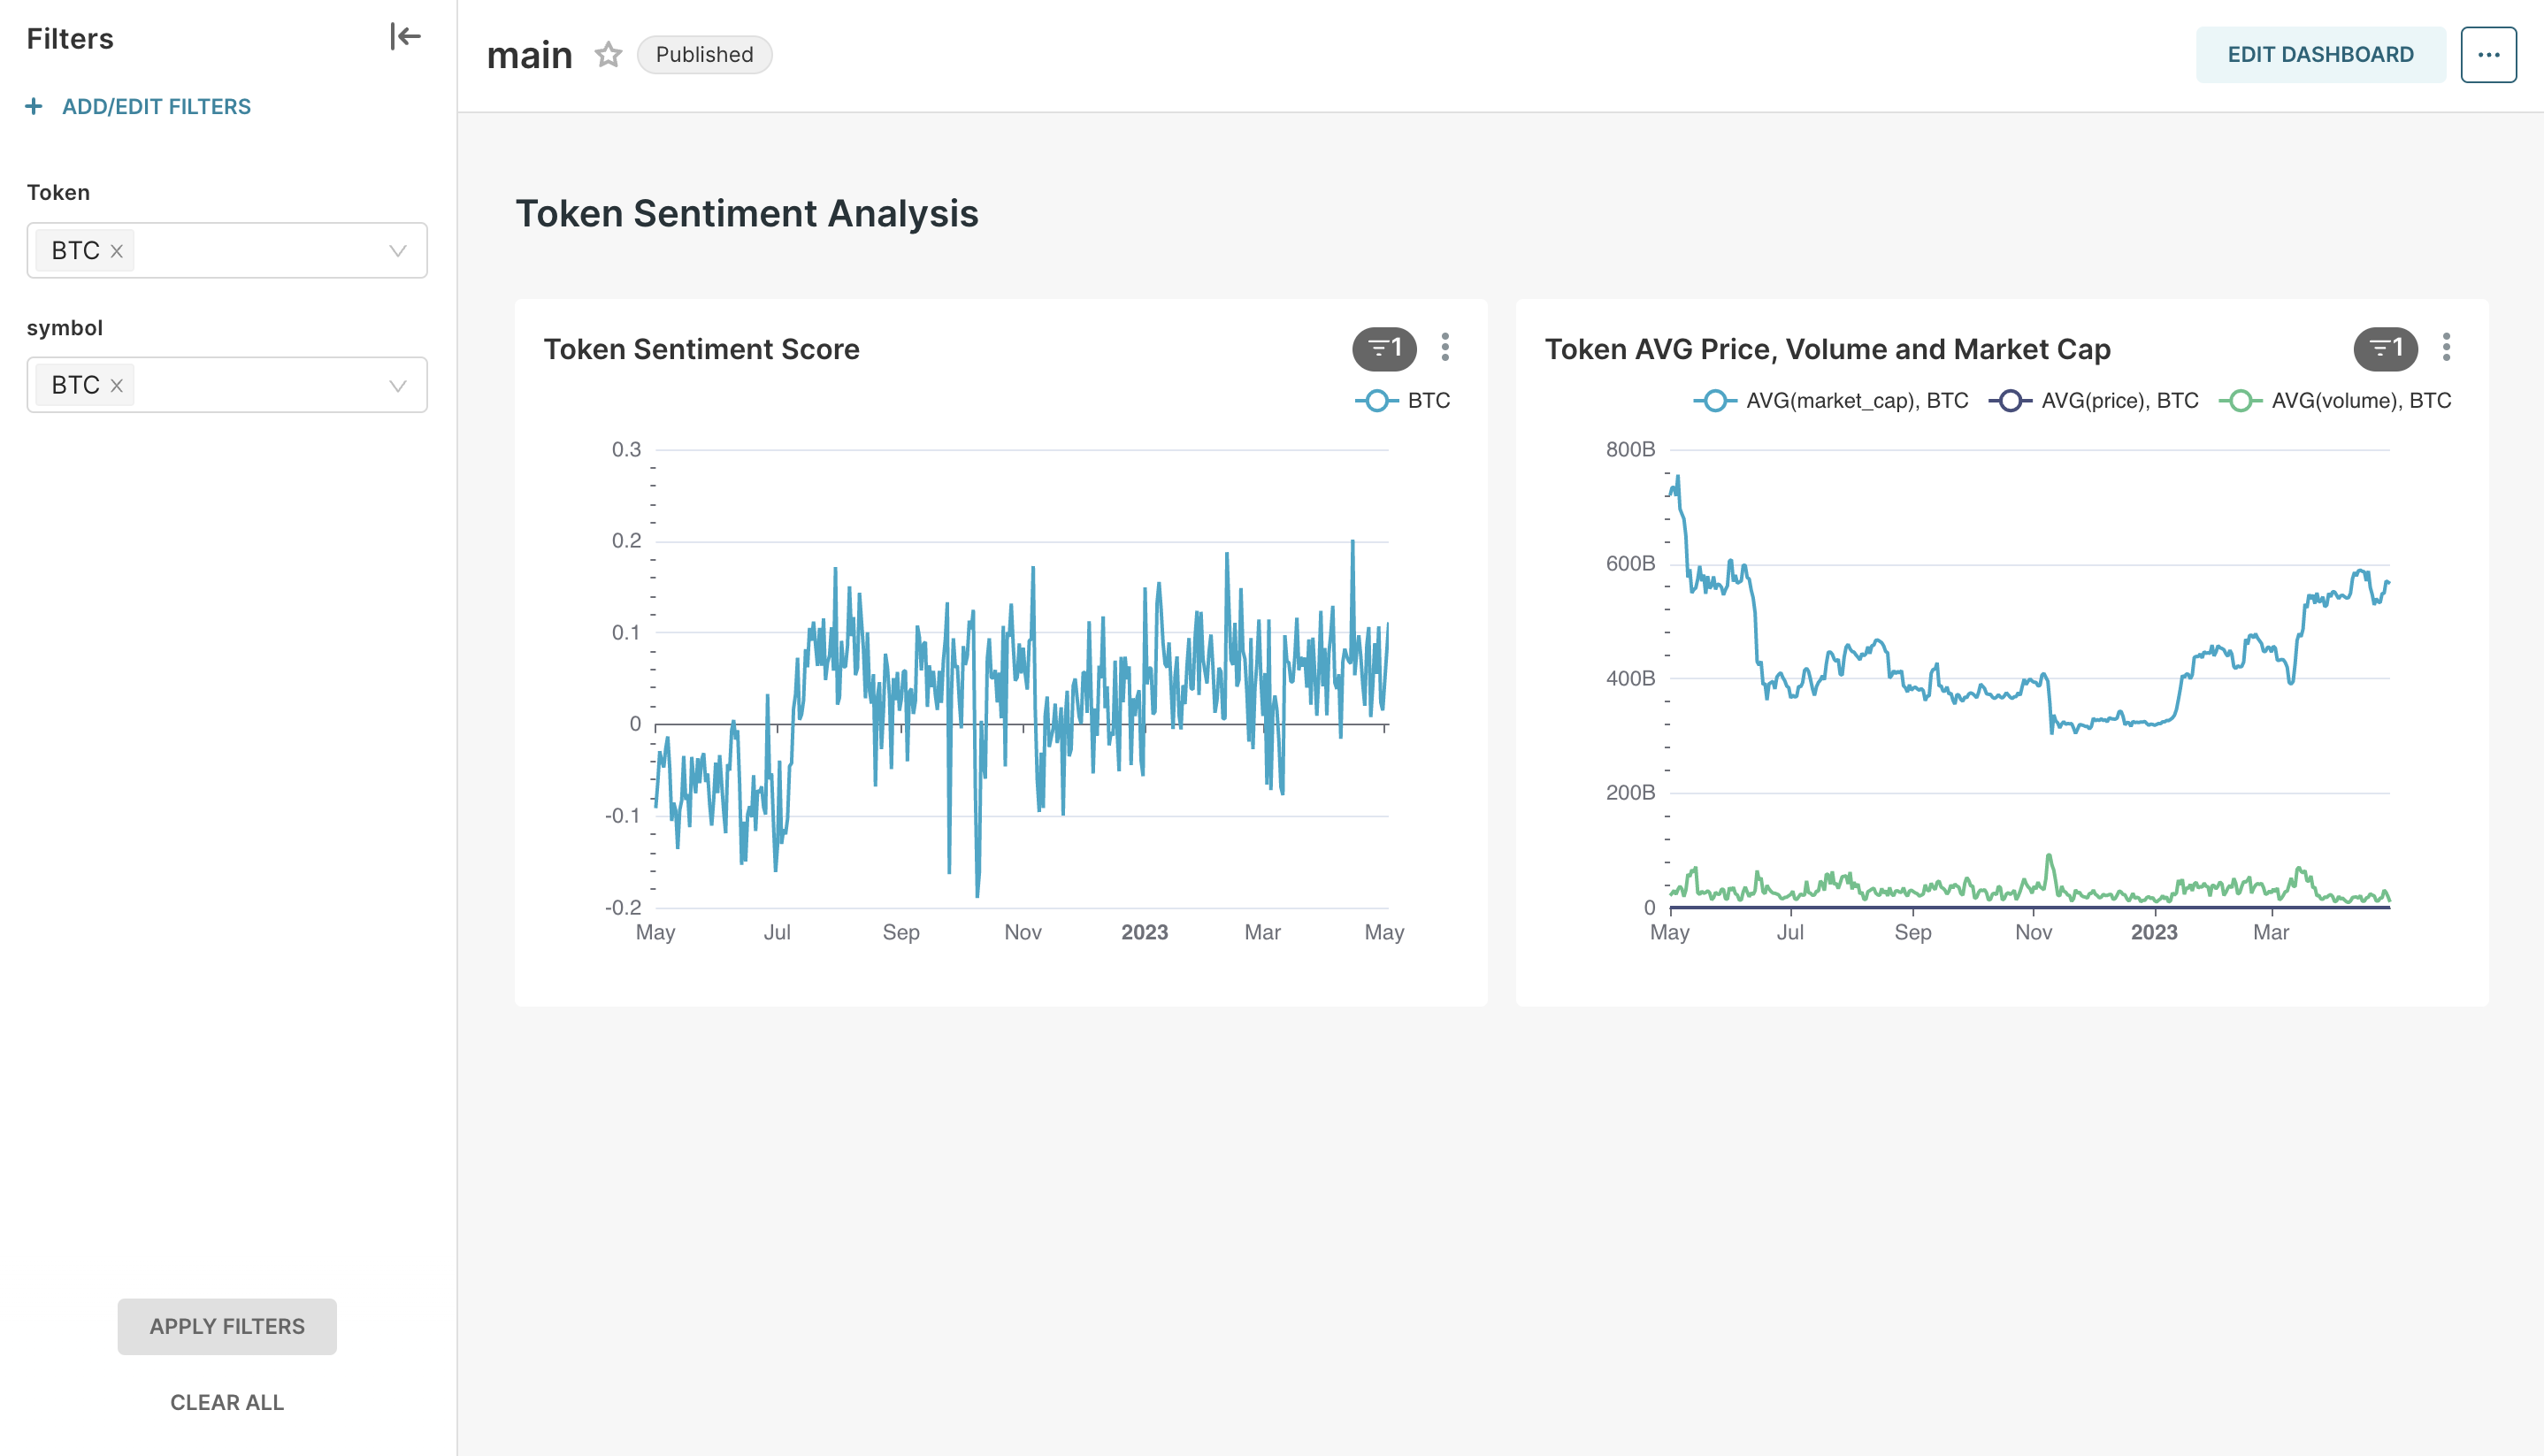 Filters
ADD/EDIT FILTERS
Token
BTC
symbol
BTC
APPLY FILTERS
CLEAR ALL
main
Published
EDIT DASHBOARD
Token Sentiment Analysis
Token Sentiment Score
1
BTC
0.3
0.2
0.1
0
-0.1
-0.2
May Jul Sep Nov 2023 Mar May
Token AVG Price, Volume and Market Cap
1
AVG(market_cap), BTC AVG(price), BTC AVG(volume), BTC
800B
600B
400B
200B
0
May Jul Sep Nov 2023 Mar